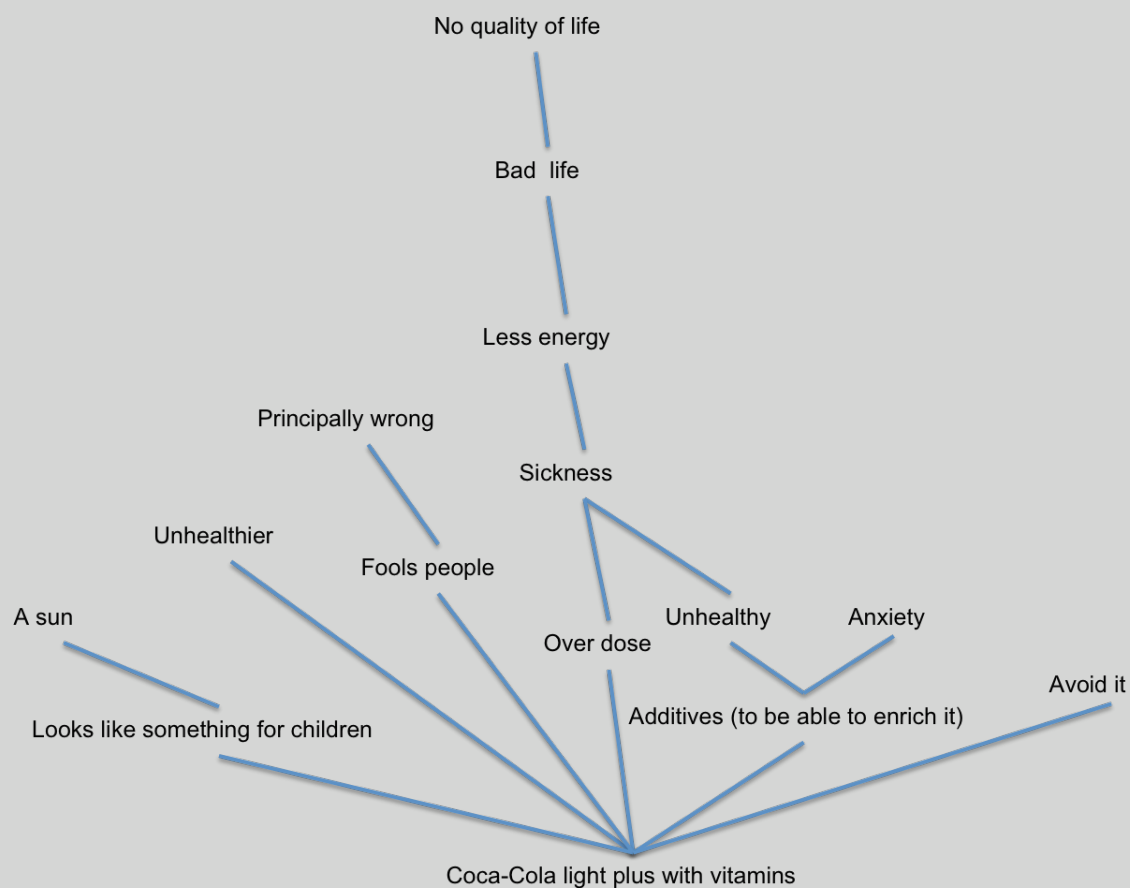 No quality of life
Bad  life
Less energy
Principally wrong
Sickness
Unhealthier
Fools people
A sun
Unhealthy
Anxiety
Over dose
Avoid it
Additives (to be able to enrich it)
Looks like something for children
Coca-Cola light plus with vitamins